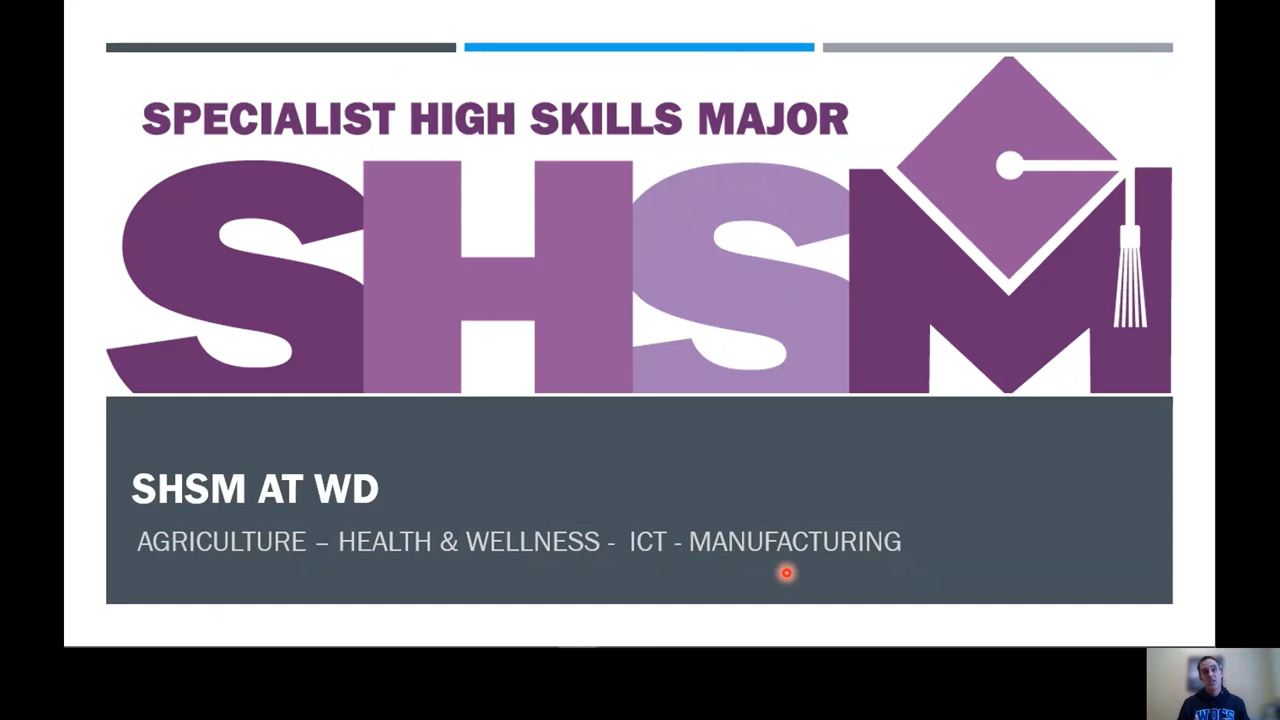 SPECIALIST HIGH SKILLS MAJOR
SHSM
SHSM AT WD
AGRICULTURE – HEALTH & WELLNESS - ICT - MANUFACTURING